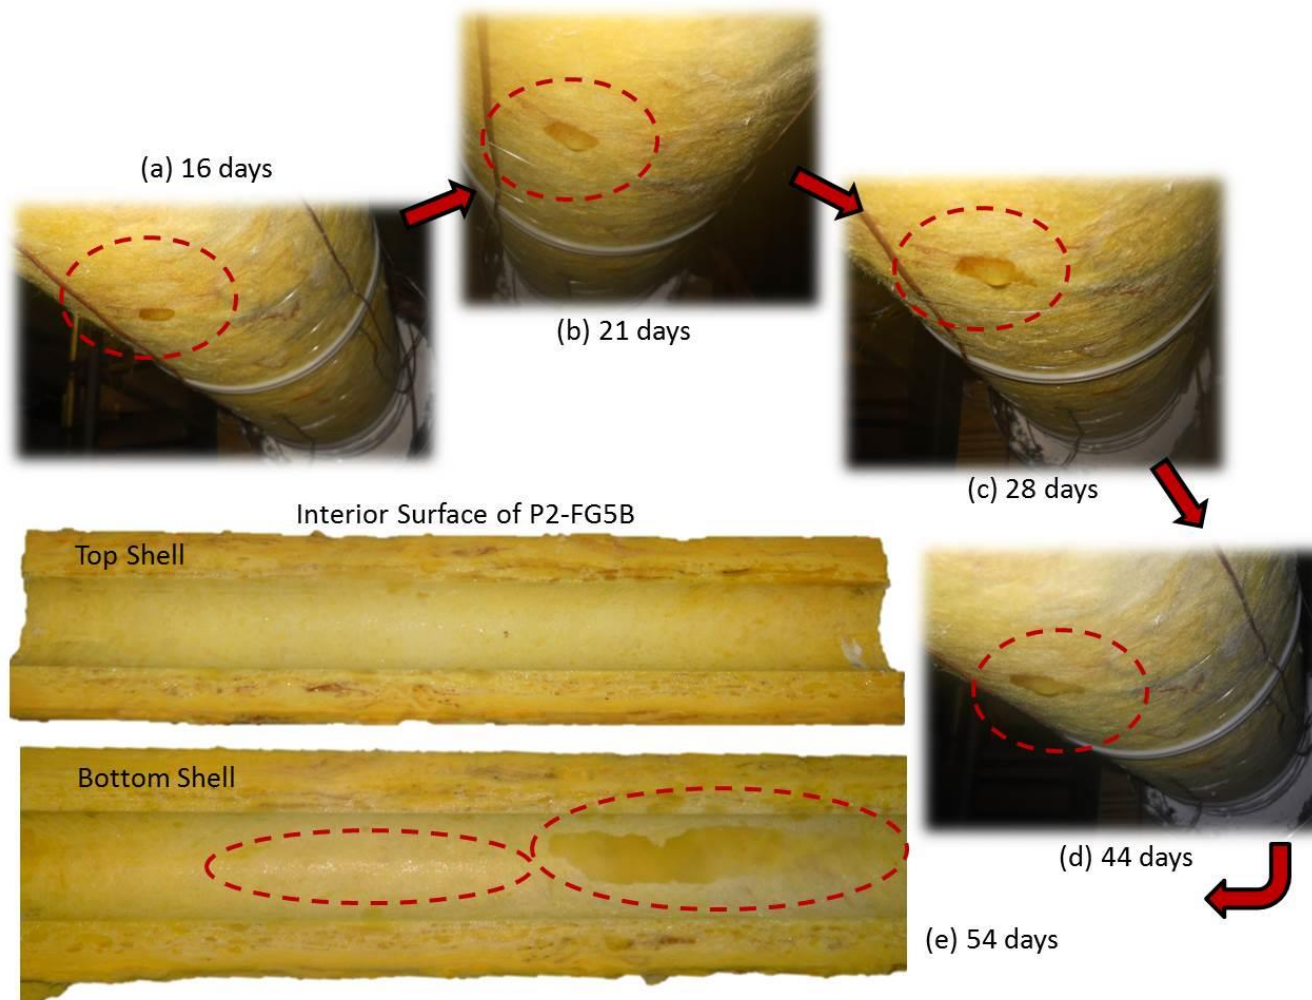 (a) 16 days
(b) 21 days
(c) 28 days
Interior Surface of P2-FG5B
Top Shell
Bottom Shell
(d) 44 days
(e) 54 days